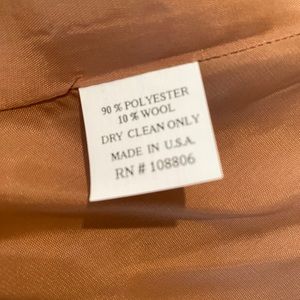 90 % POLYESTER
10 % WOOL
DRY CLEAN ONLY
MADE IN U.S.A.
RN # 108806